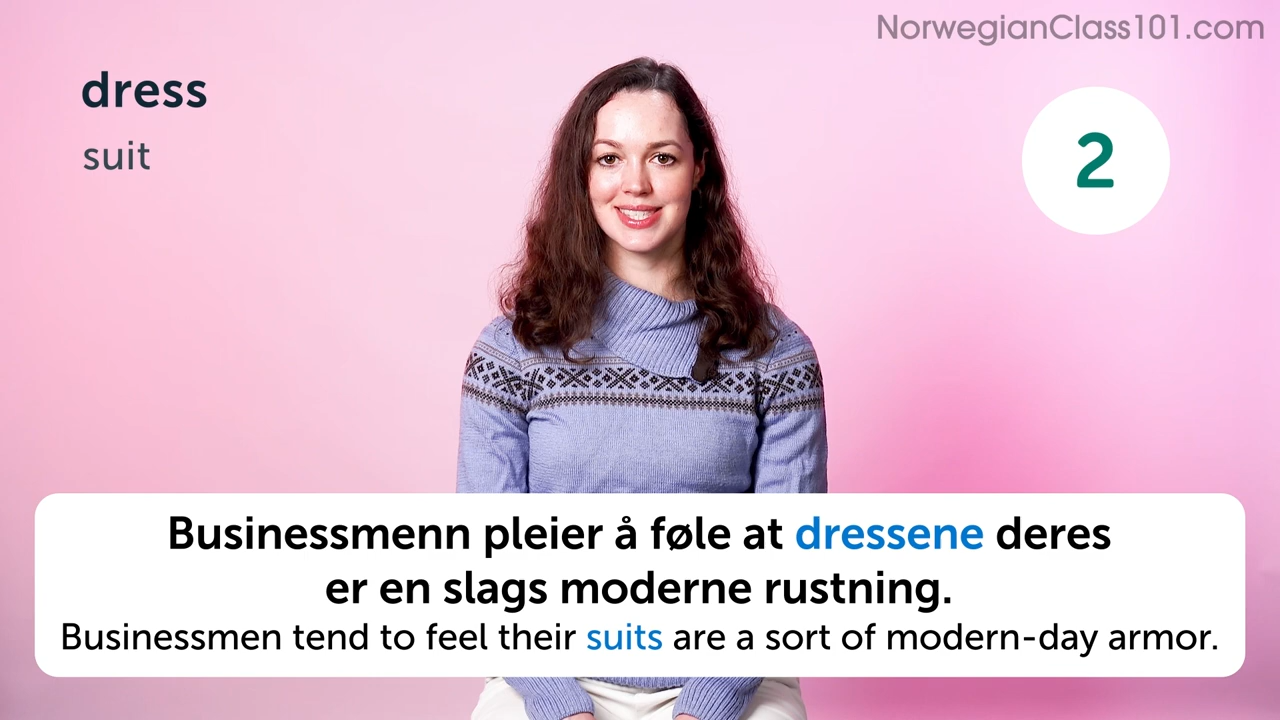 NorwegianClass101.com
dress
suit
2
Businessmenn pleier å føle at dressene deres
er en slags moderne rustning.
Businessmen tend to feel their suits are a sort of modern-day armor.